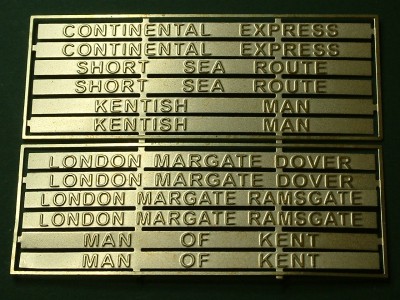 CONTINENTAL EXPRESS
CONTINENTAL EXPRESS
SHORT SEA ROUTE
SHORT SEA ROUTE
KENTISH MAN
KENTISH MAN
LONDON MARGATE DOVER
LONDON MARGATE DOVER
LONDON MARGATE RAMSGATE
LONDON MARGATE RAMSGATE
MAN OF KENT
MAN OF KENT